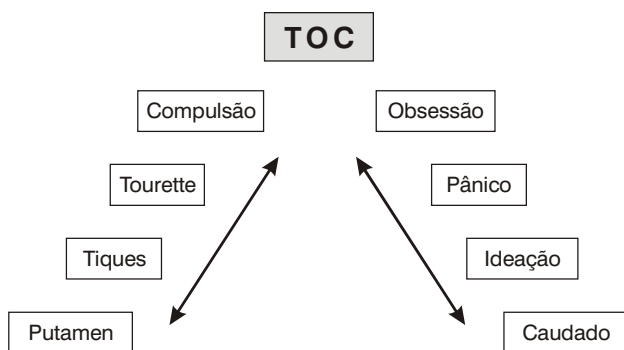 TOC
Compulsão
Obsessão
Tourette
Pânico
Tiques
Ideação
Putamen
Caudado